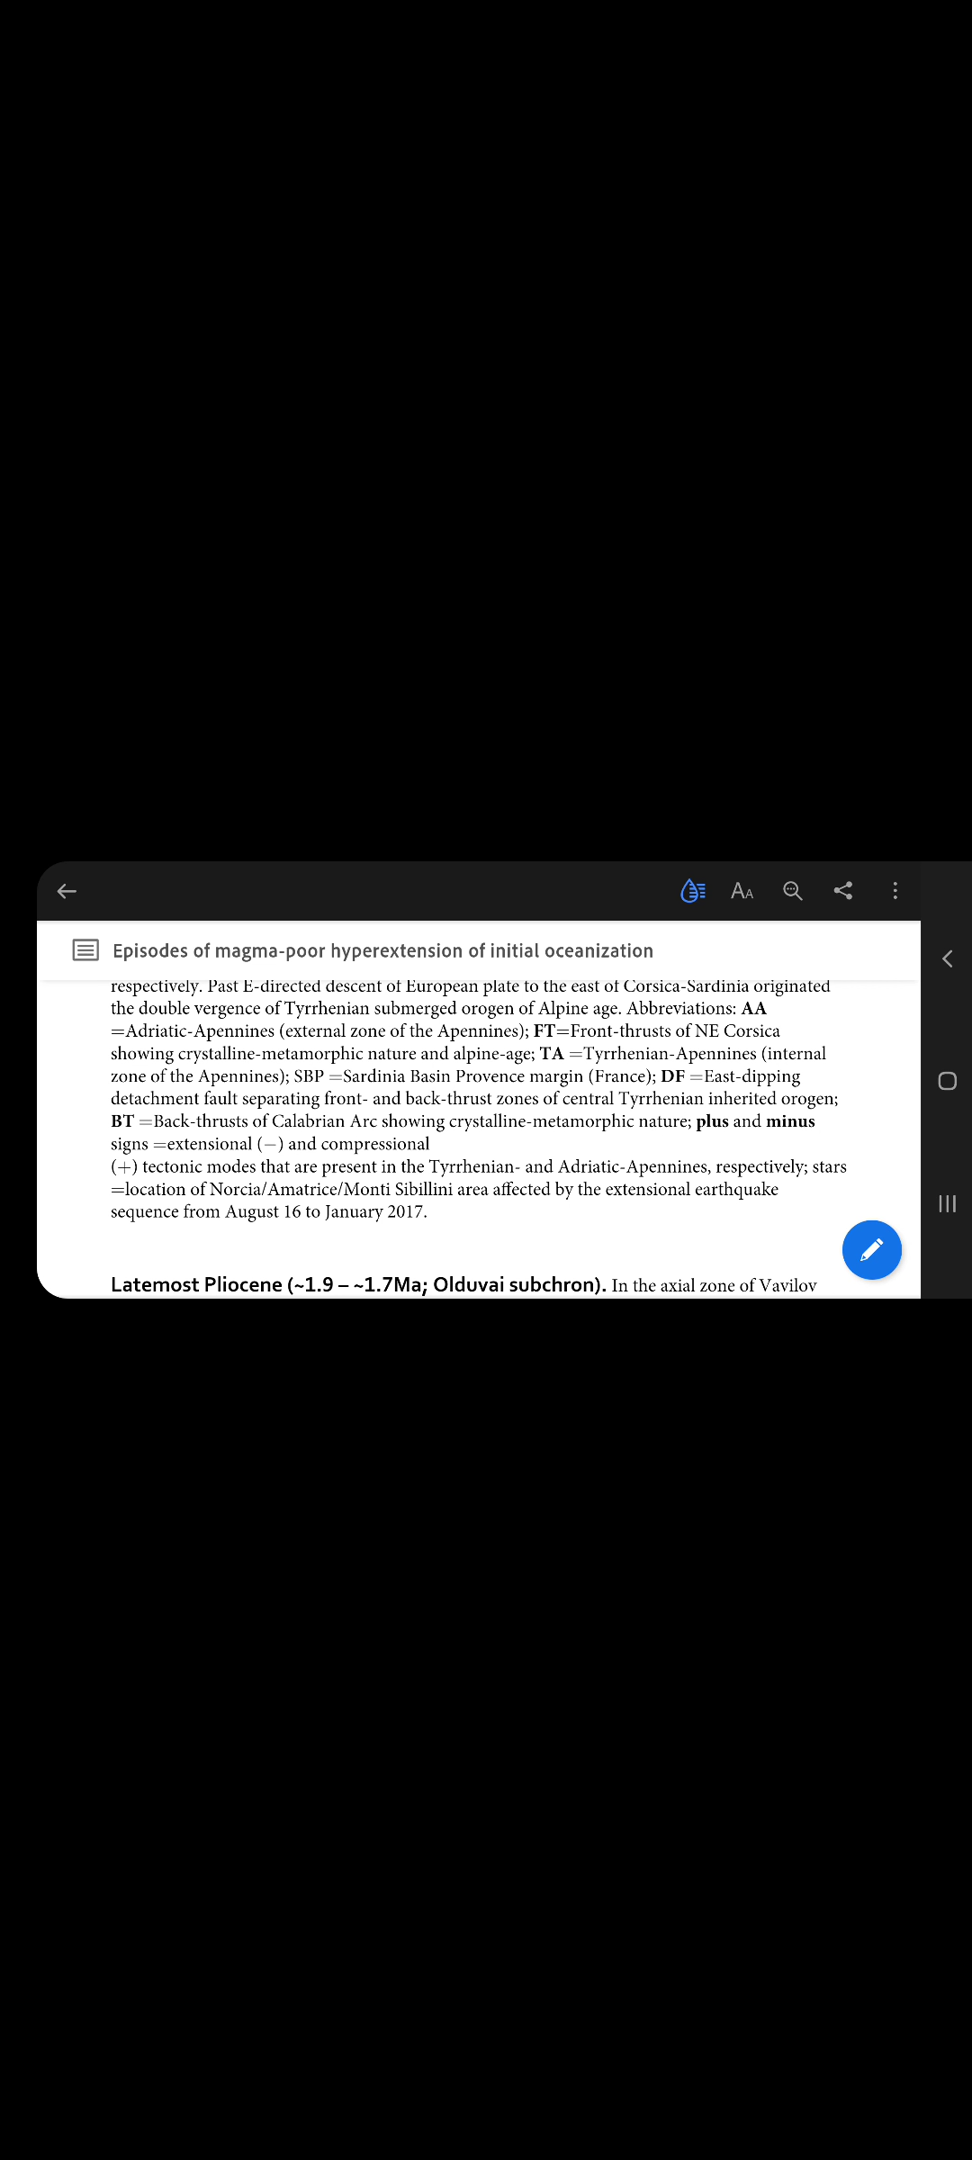 AA
Episodes of magma-poor hyperextension of initial oceanization
respectively. Past E-directed descent of European plate to the east of Corsica-Sardinia originated
the double vergence of Tyrrhenian submerged orogen of Alpine age. Abbreviations: AA
=Adriatic-Apennines (external zone of the Apennines); FT=Front-thrusts of NE Corsica
showing crystalline-metamorphic nature and alpine-age; TA =Tyrrhenian-Apennines (internal
zone of the Apennines); SBP =Sardinia Basin Provence margin (France); DF =East-dipping
detachment fault separating front- and back-thrust zones of central Tyrrhenian inherited orogen;
BT =Back-thrusts of Calabrian Arc showing crystalline-metamorphic nature; plus and minus
signs =extensional (−) and compressional
(+) tectonic modes that are present in the Tyrrhenian- and Adriatic-Apennines, respectively; stars
=location of Norcia/Amatrice/Monti Sibillini area affected by the extensional earthquake
sequence from August 16 to January 2017.
Latemost Pliocene (~1.9 – ~1.7Ma; Olduvai subchron). In the axial zone of Vavilov